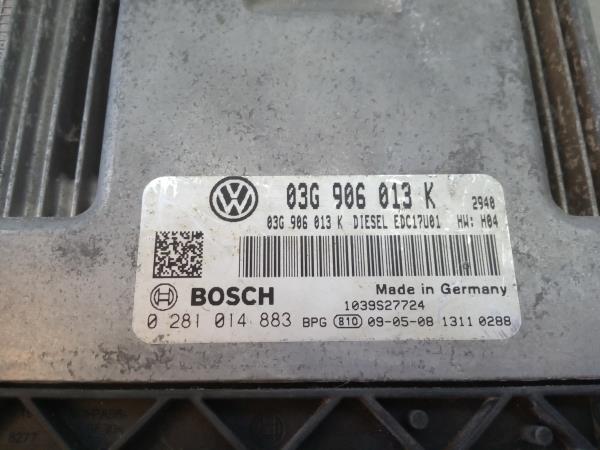 03G 906 013 K 2940
03G 906 013 K DIESEL EDC17U01 HW: H04
Made in Germany
BOSCH 1039S27724
0 281 014 883 BPG 810 09-05-08 1311 0288
827T